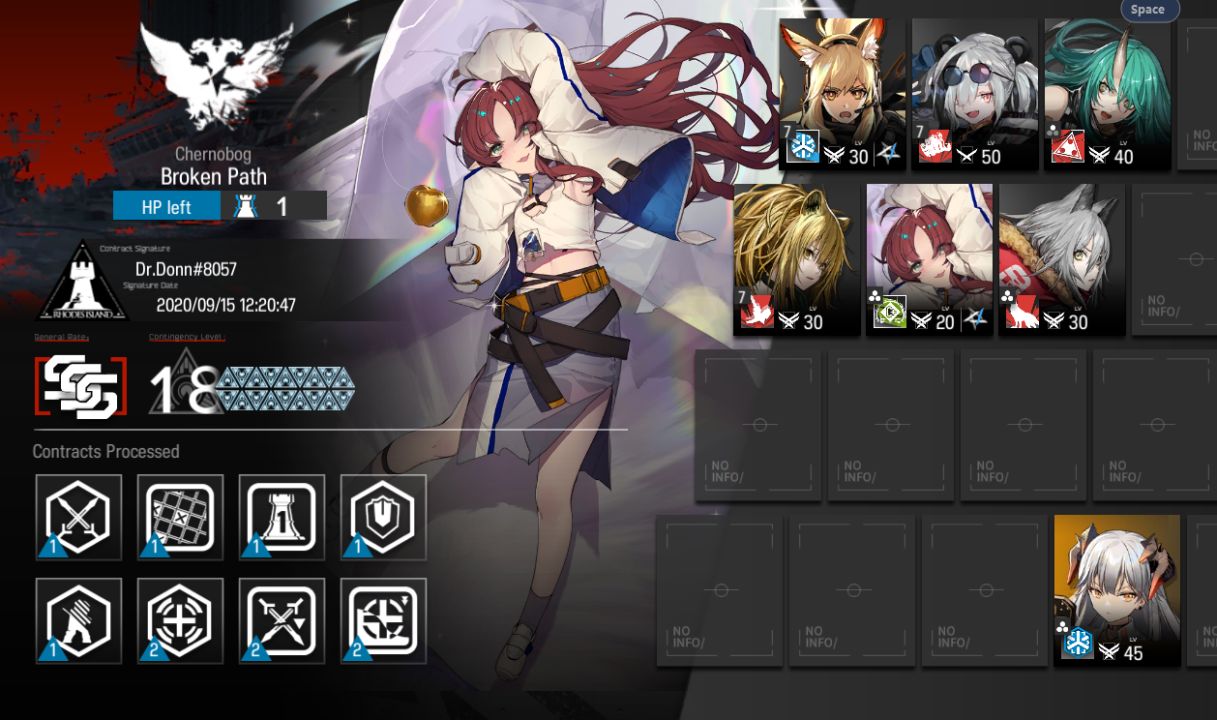 Space
Chernobog
Broken Path
HP left 1
Contract Signature
Dr.Donn#8057
Signature Date
2020/09/15 12:20:47
RHODES ISLAND
General Rate:
Contingency Level:
18
Contracts Processed
1
1
1
1
1
1
2
2
2
7
LV
30
7
LV
50
LV
40
NO
INFO/
7
LV
30
LV
20
LV
30
NO
INFO/
NO
INFO/
NO
INFO/
NO
INFO/
NO
INFO/
NO
INFO/
NO
INFO/
NO
INFO/
LV
45